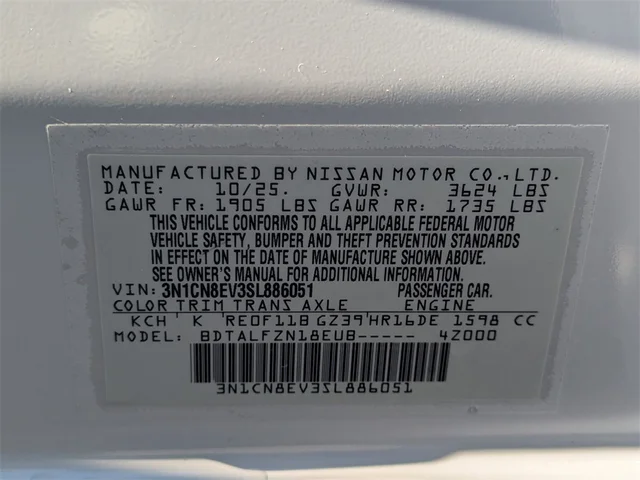 MANUFACTURED BY NISSAN MOTOR CO., LTD.
DATE: 10/25. GVWR: 3624 LBS
GAWR FR: 1905 LBS GAWR RR: 1735 LBS
THIS VEHICLE CONFORMS TO ALL APPLICABLE FEDERAL MOTOR
VEHICLE SAFETY, BUMPER AND THEFT PREVENTION STANDARDS
IN EFFECT ON THE DATE OF MANUFACTURE SHOWN ABOVE.
SEE OWNER'S MANUAL FOR ADDITIONAL INFORMATION.
VIN: 3N1CN8EV3SL886051 PASSENGER CAR.
COLOR TRIM TRANS AXLE ENGINE
KCH ' K 'RE0F11B GZ39'HR16DE 1598 CC
MODEL: BDTALFZN18EUB----- 4Z000
3N1CN8EV3SL886051